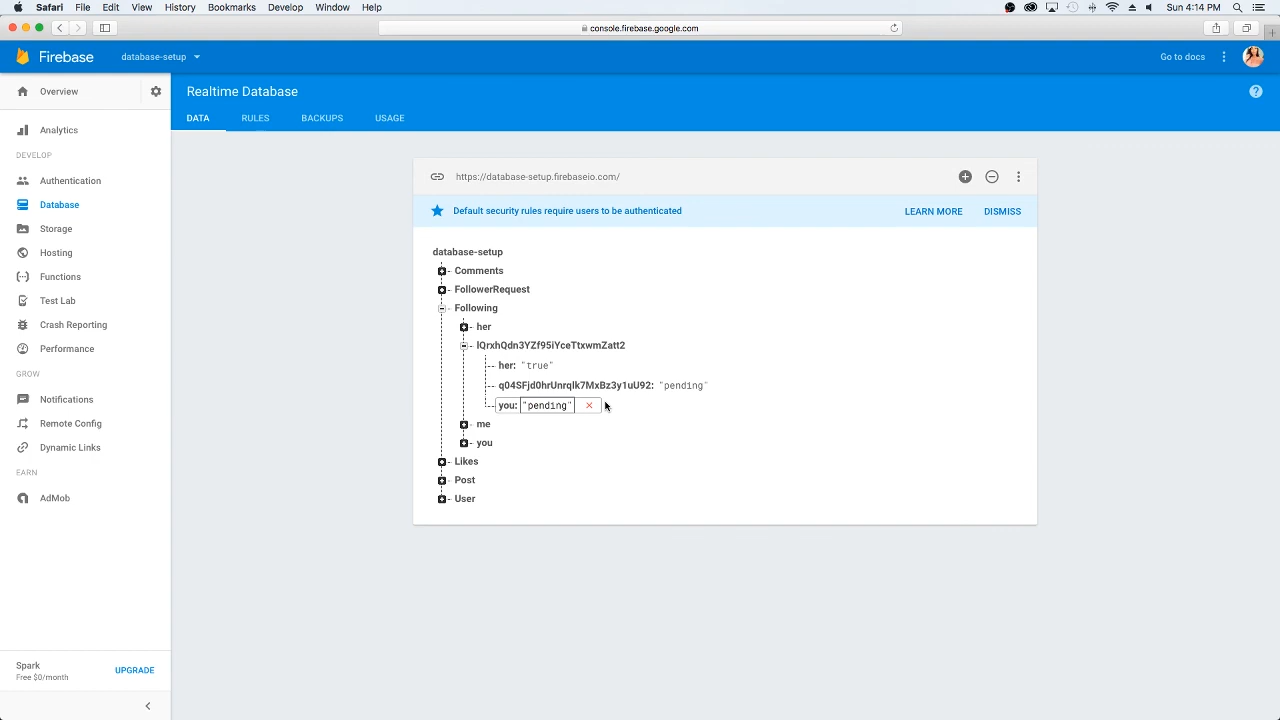 Safari File Edit View History Bookmarks Develop Window Help Sun 4:14 PM
console.firebase.google.com
Firebase database-setup Go to docs
Overview
Realtime Database
DATA RULES BACKUPS USAGE
Analytics
DEVELOP
Authentication
Database
Storage
Hosting
Functions
Test Lab
Crash Reporting
Performance
GROW
Notifications
Remote Config
Dynamic Links
EARN
AdMob
Spark
Free $0/month
UPGRADE
https://database-setup.firebaseio.com/
Default security rules require users to be authenticated LEARN MORE DISMISS
database-setup
Comments
FollowerRequest
Following
her
lQrxhQdn3YZf95iYceTtxwmZatt2
her: "true"
q04SFjd0hrUnrqlk7MxBz3y1uU92: "pending"
you: "pending"
me
you
Likes
Post
User